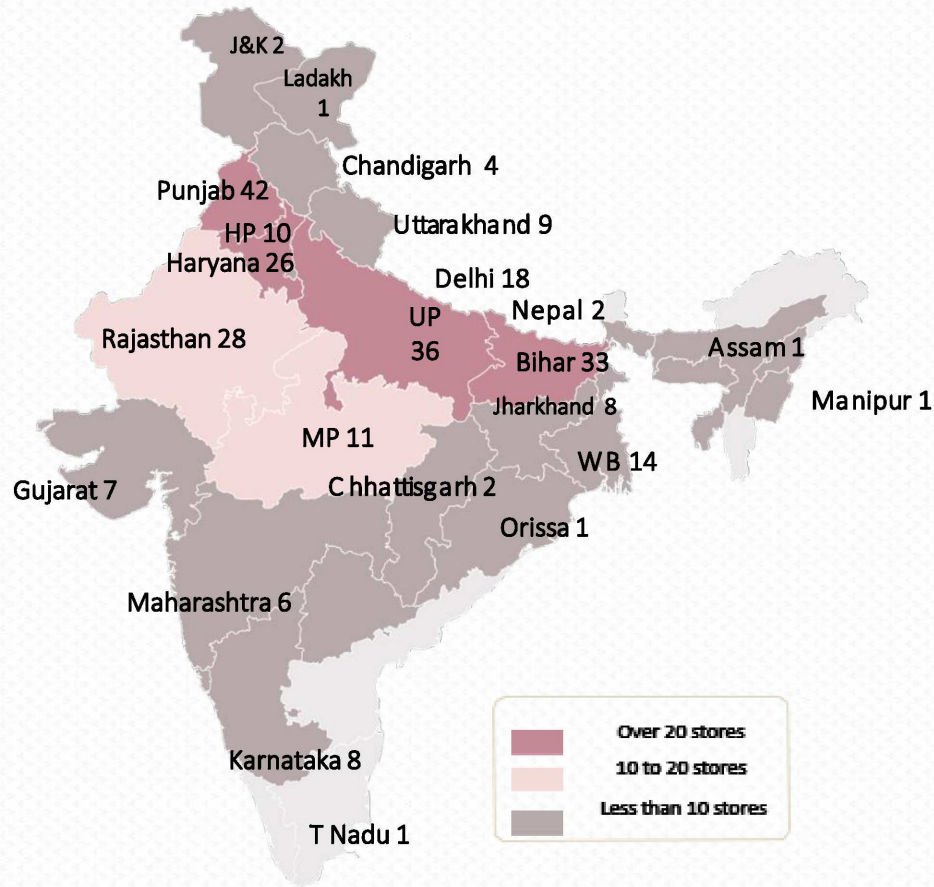 J&K 2
Ladakh
1
Chandigarh 4
Punjab 42
Uttarakhand 9
HP 10
Haryana 26
Delhi 18
Nepal 2
UP
36
Rajasthan 28
Bihar 33
Assam 1
Manipur 1
Jharkhand 8
MP 11
WB 14
Gujarat 7
Chhattisgarh 2
Orissa 1
Maharashtra 6
Over 20 stores
10 to 20 stores
Less than 10 stores
Karnataka 8
T Nadu 1